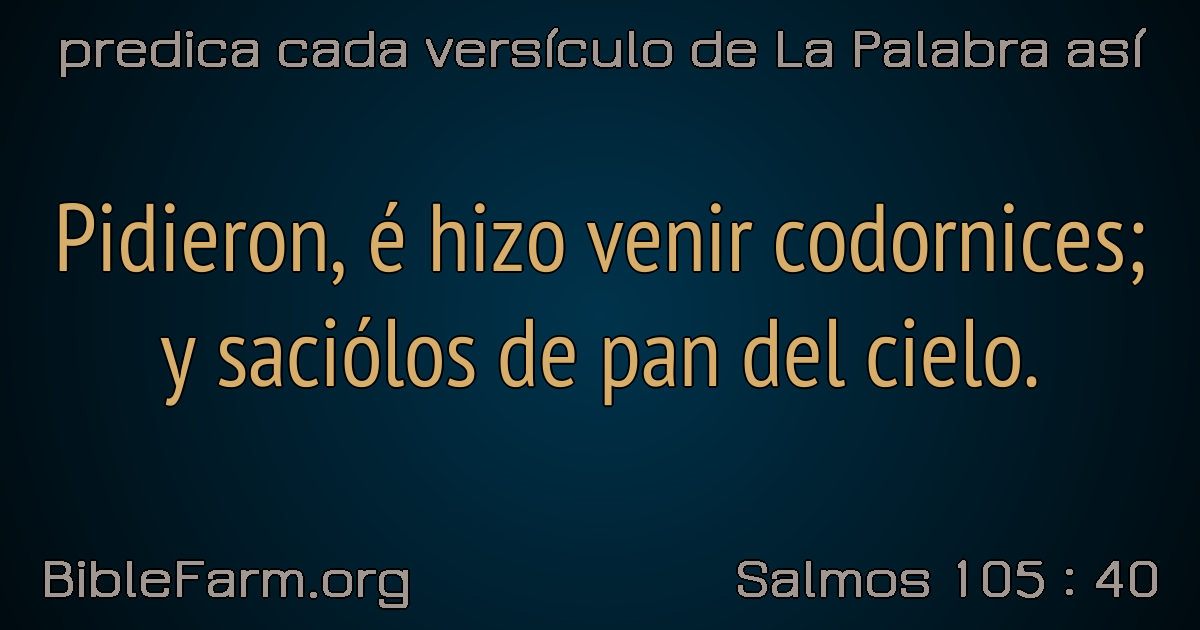 predica cada versículo de La Palabra así
Pidieron, é hizo venir codornices;
y saciólos de pan del cielo.
BibleFarm.org
Salmos 105 : 40